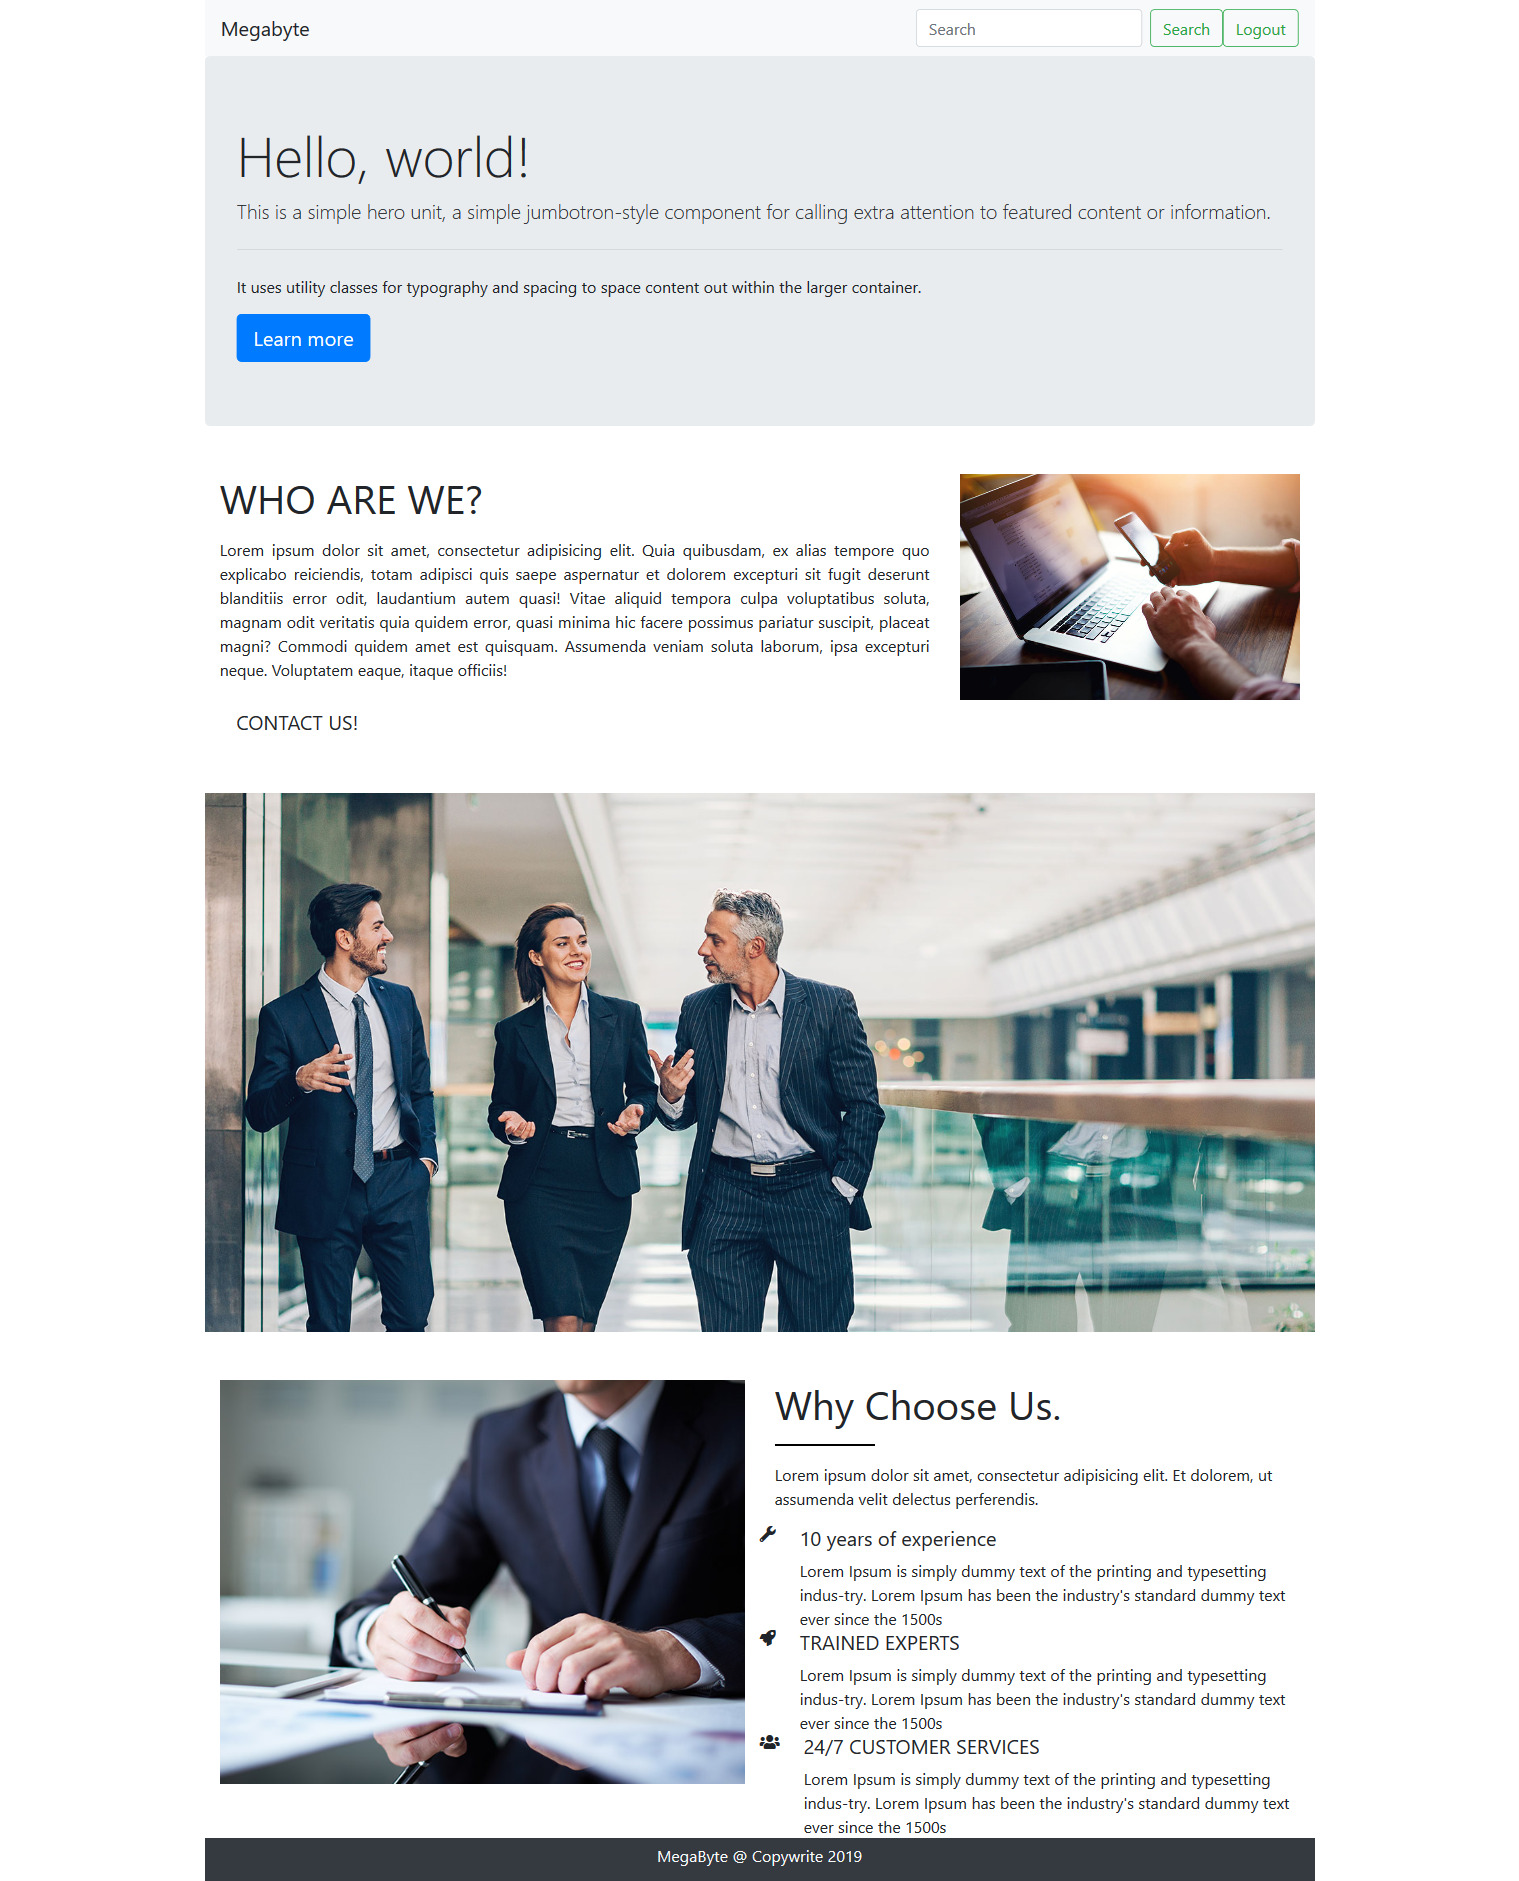 Megabyte
Search
Search
Logout
Hello, world!
This is a simple hero unit, a simple jumbotron-style component for calling extra attention to featured content or information.
It uses utility classes for typography and spacing to space content out within the larger container.
Learn more
WHO ARE WE?
Lorem ipsum dolor sit amet, consectetur adipisicing elit. Quia quibusdam, ex alias tempore quo
explicabo reiciendis, totam adipisci quis saepe aspernatur et dolorem excepturi sit fugit deserunt
blanditiis error odit, laudantium autem quasi! Vitae aliquid tempora culpa voluptatibus soluta,
magnam odit veritatis quia quidem error, quasi minima hic facere possimus pariatur suscipit, placeat
magni? Commodi quidem amet est quisquam. Assumenda veniam soluta laborum, ipsa excepturi
neque. Voluptatem eaque, itaque officiis!
CONTACT US!
Why Choose Us.
Lorem ipsum dolor sit amet, consectetur adipisicing elit. Et dolorem, ut
assumenda velit delectus perferendis.
10 years of experience
Lorem Ipsum is simply dummy text of the printing and typesetting
indus-try. Lorem Ipsum has been the industry's standard dummy text
ever since the 1500s
TRAINED EXPERTS
Lorem Ipsum is simply dummy text of the printing and typesetting
indus-try. Lorem Ipsum has been the industry's standard dummy text
ever since the 1500s
24/7 CUSTOMER SERVICES
Lorem Ipsum is simply dummy text of the printing and typesetting
indus-try. Lorem Ipsum has been the industry's standard dummy text
ever since the 1500s
MegaByte @ Copywrite 2019